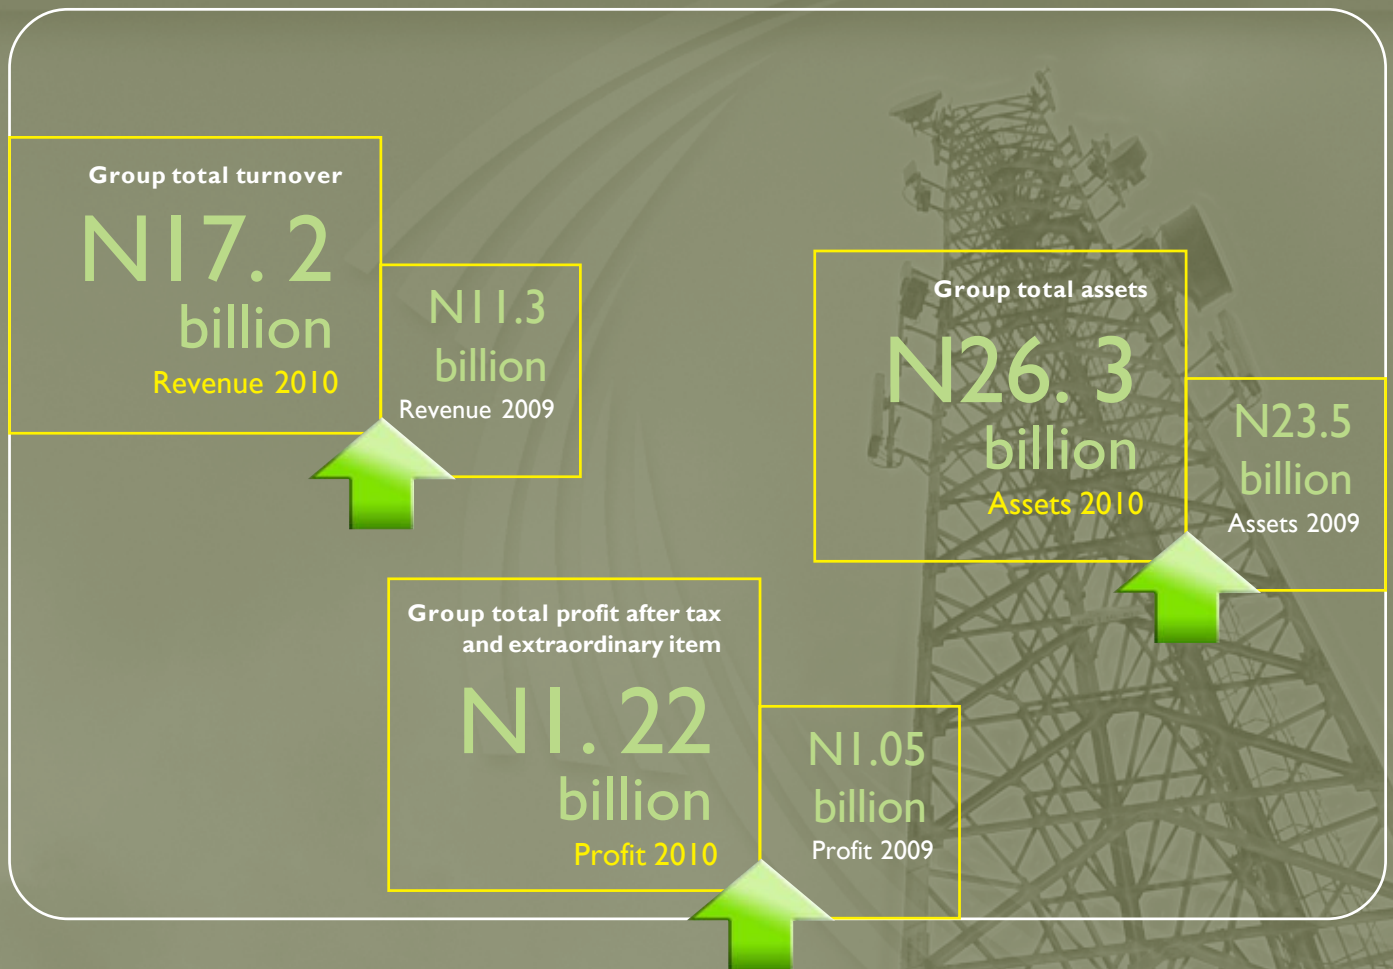 Group total turnover
N17. 2
billion
Revenue 2010
N11.3
billion
Revenue 2009
Group total assets
N26. 3
billion
Assets 2010
N23.5
billion
Assets 2009
Group total profit after tax
and extraordinary item
N1. 22
billion
Profit 2010
N1.05
billion
Profit 2009